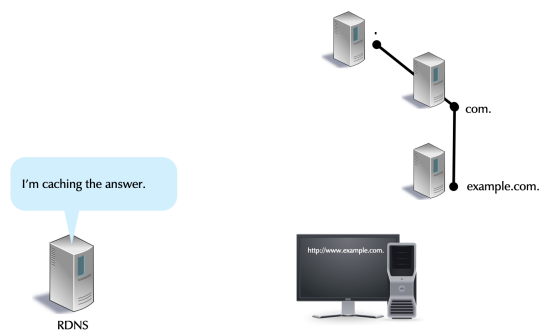 .
com.
example.com.
I'm caching the answer.
http://www.example.com.
RDNS